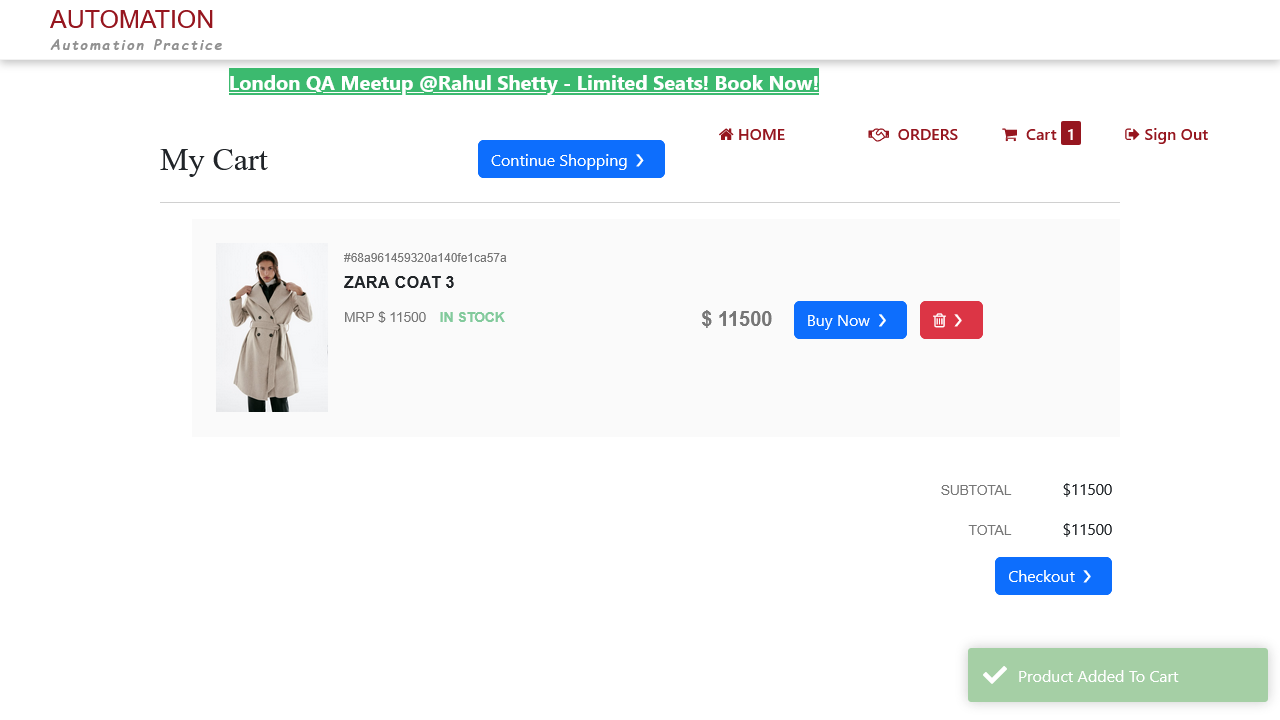 AUTOMATION
Automation Practice
London QA Meetup @Rahul Shetty - Limited Seats! Book Now!
HOME
ORDERS
Cart 1
Sign Out
My Cart
Continue Shopping
#68a961459320a140fe1ca57a
ZARA COAT 3
MRP $ 11500 IN STOCK
$ 11500
Buy Now
SUBTOTAL $11500
TOTAL $11500
Checkout
Product Added To Cart